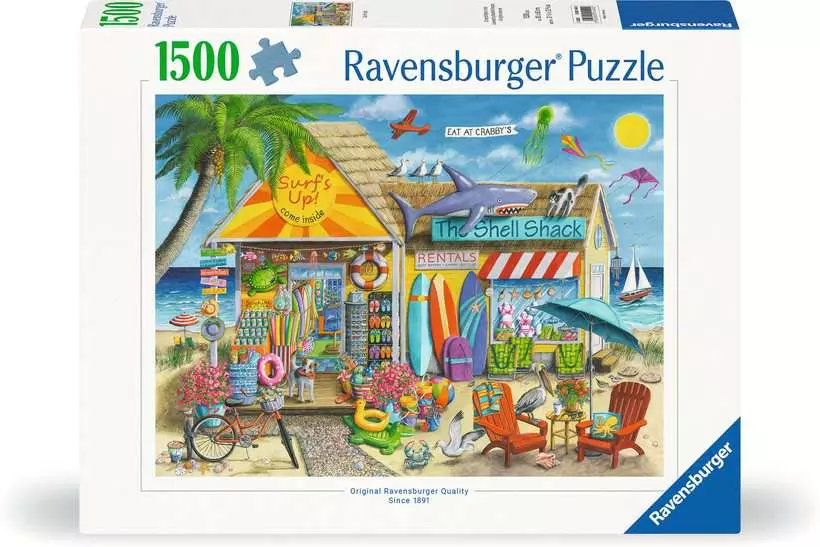 Ravensburger
1500
Ravensburger® Puzzle
EAT AT CRABBY'S
Surf's
Up!
come inside
The Shell Shack
RENTALS
Original Ravensburger Quality
Since 1891
Ravensburger